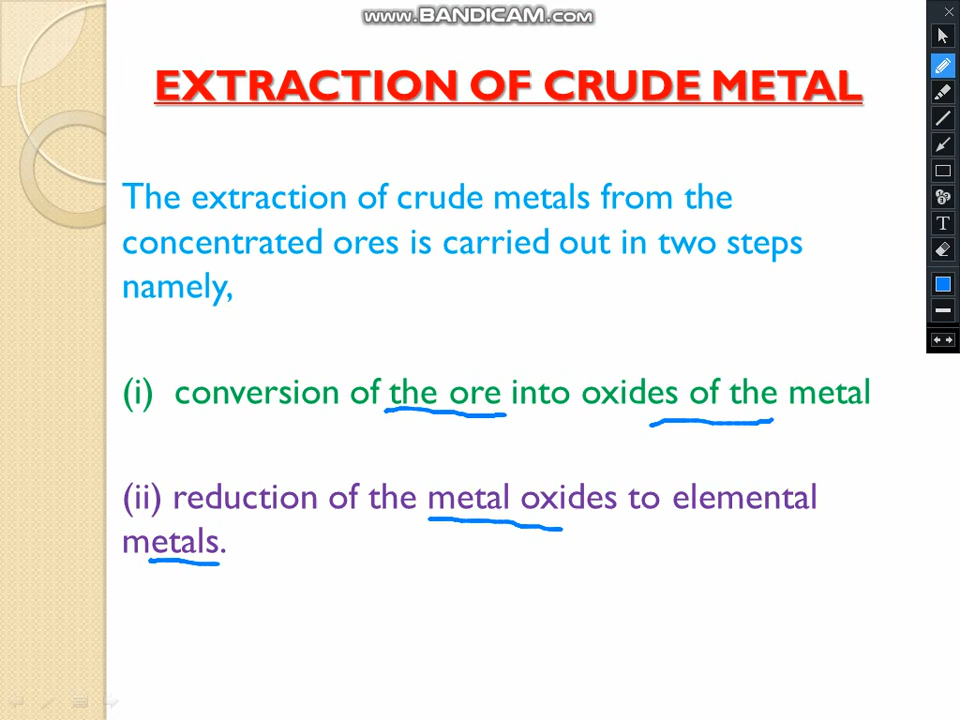 www.BANDICAM.com
EXTRACTION OF CRUDE METAL
The extraction of crude metals from the
concentrated ores is carried out in two steps
namely,
(i) conversion of the ore into oxides of the metal
(ii) reduction of the metal oxides to elemental
metals.
T